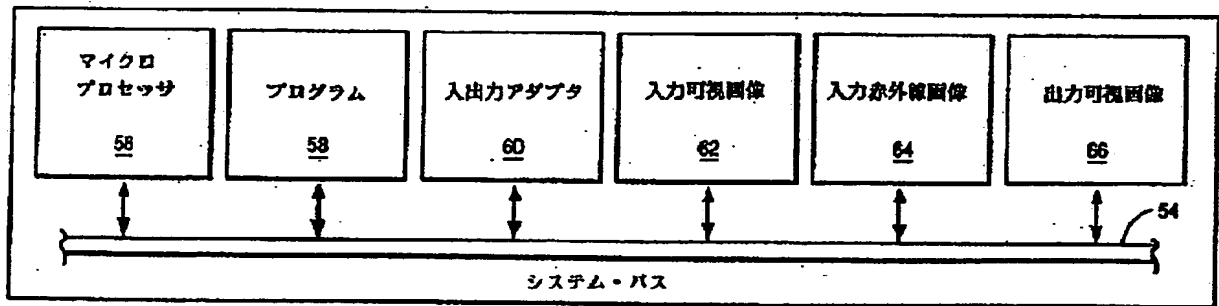 マイクロ
プロセッサ
56
プログラム
58
入出力アダプタ
60
入力可視画像
62
入力赤外線画像
64
出力可視画像
66
54
システム・バス